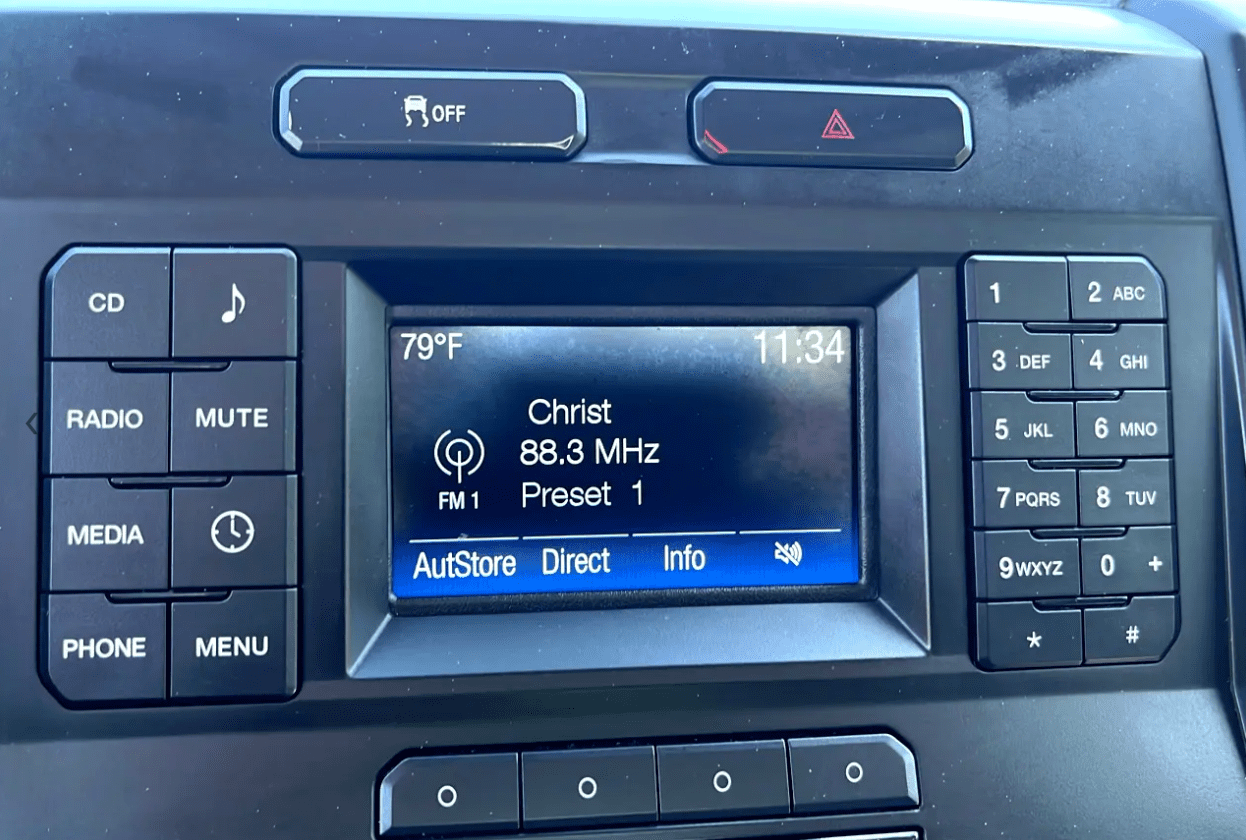 OFF
CD
RADIO MUTE
MEDIA
PHONE MENU
79°F 11:34
Christ
88.3 MHz
FM 1 Preset 1
AutStore Direct Info
1 2 ABC
3 DEF 4 GHI
5 JKL 6 MNO
7 PQRS 8 TUV
9 WXYZ 0 +
* #